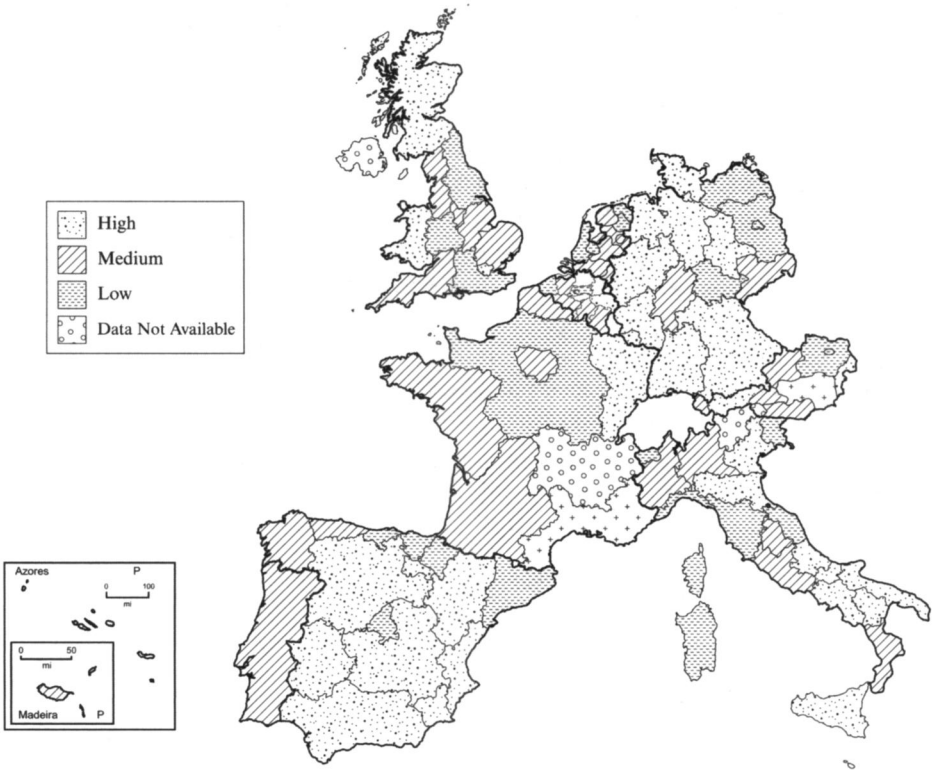 High
Medium
Low
Data Not Available
Azores P
0 100
mi
0 50
mi
Madeira P